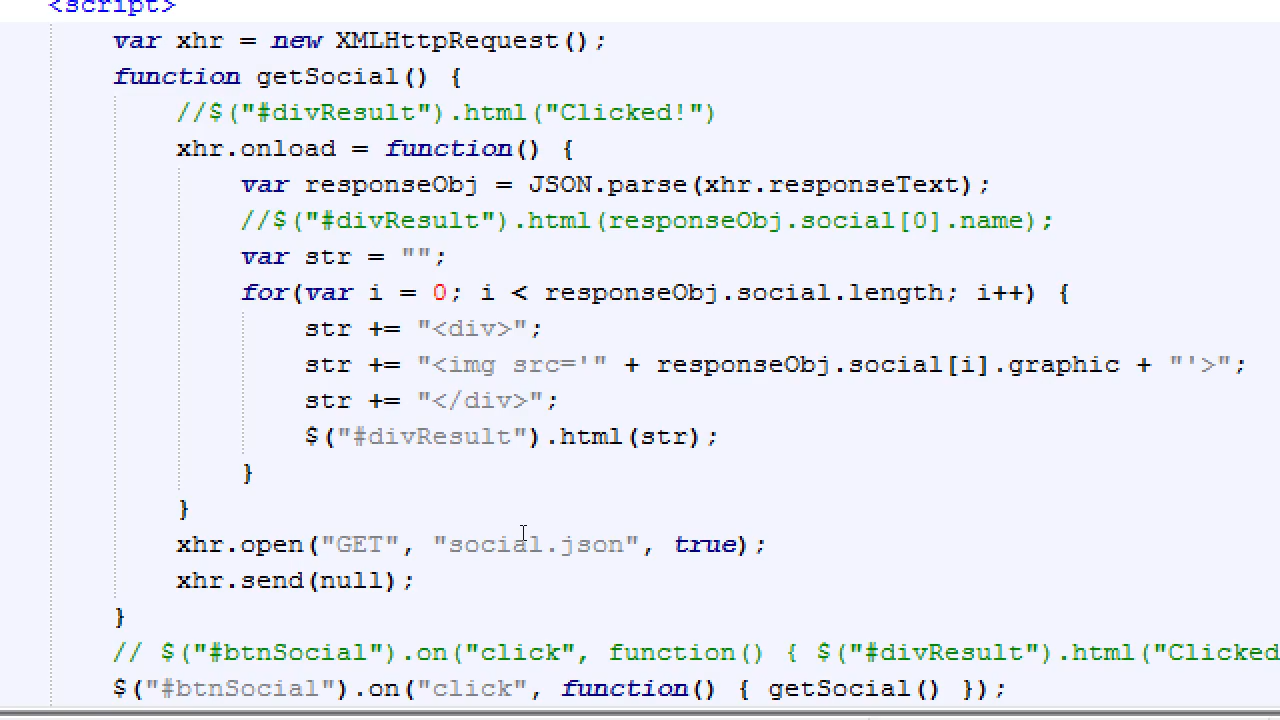 <script>
var xhr = new XMLHttpRequest();
function getSocial() {
//$("#divResult").html("Clicked!")
xhr.onload = function() {
var responseObj = JSON.parse(xhr.responseText);
//$("#divResult").html(responseObj.social[0].name);
var str = "";
for(var i = 0; i < responseObj.social.length; i++) {
str += "<div>";
str += "<img src='" + responseObj.social[i].graphic + "'>";
str += "</div>";
$("#divResult").html(str);
}
}
xhr.open("GET", "social.json", true);
xhr.send(null);
}
// $("#btnSocial").on("click", function() { $("#divResult").html("Clicked
$("#btnSocial").on("click", function() { getSocial() });